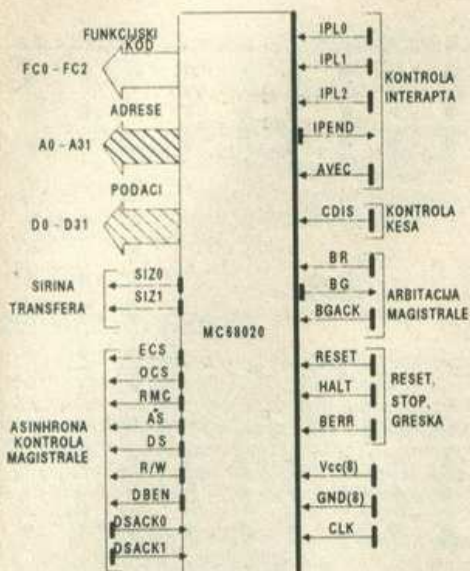 FUNKCIJSKI
KOD
FC0 - FC2
ADRESE
A0 - A31
PODACI
D0 - D31
SIRINA
TRANSFERA
SIZ0
SIZ1
ASINHRONA
KONTROLA
MAGISTRALE
ECS
OCS
RMC
AS
DS
R/W
DBEN
DSACK0
DSACK1
MC68020
IPL0
IPL1
IPL2
IPEND
AVEC
KONTROLA
INTERAPTA
CDIS
KONTROLA
KESA
BR
BG
BGACK
ARBITACIJA
MAGISTRALE
RESET
HALT
BERR
RESET,
STOP,
GRESKA
Vcc(8)
GND(8)
CLK